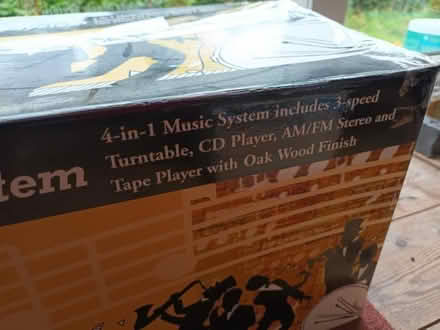 4-in-1 Music System includes 3-speed
Turntable, CD Player, AM/FM Stereo and
Tape Player with Oak Wood Finish
tem